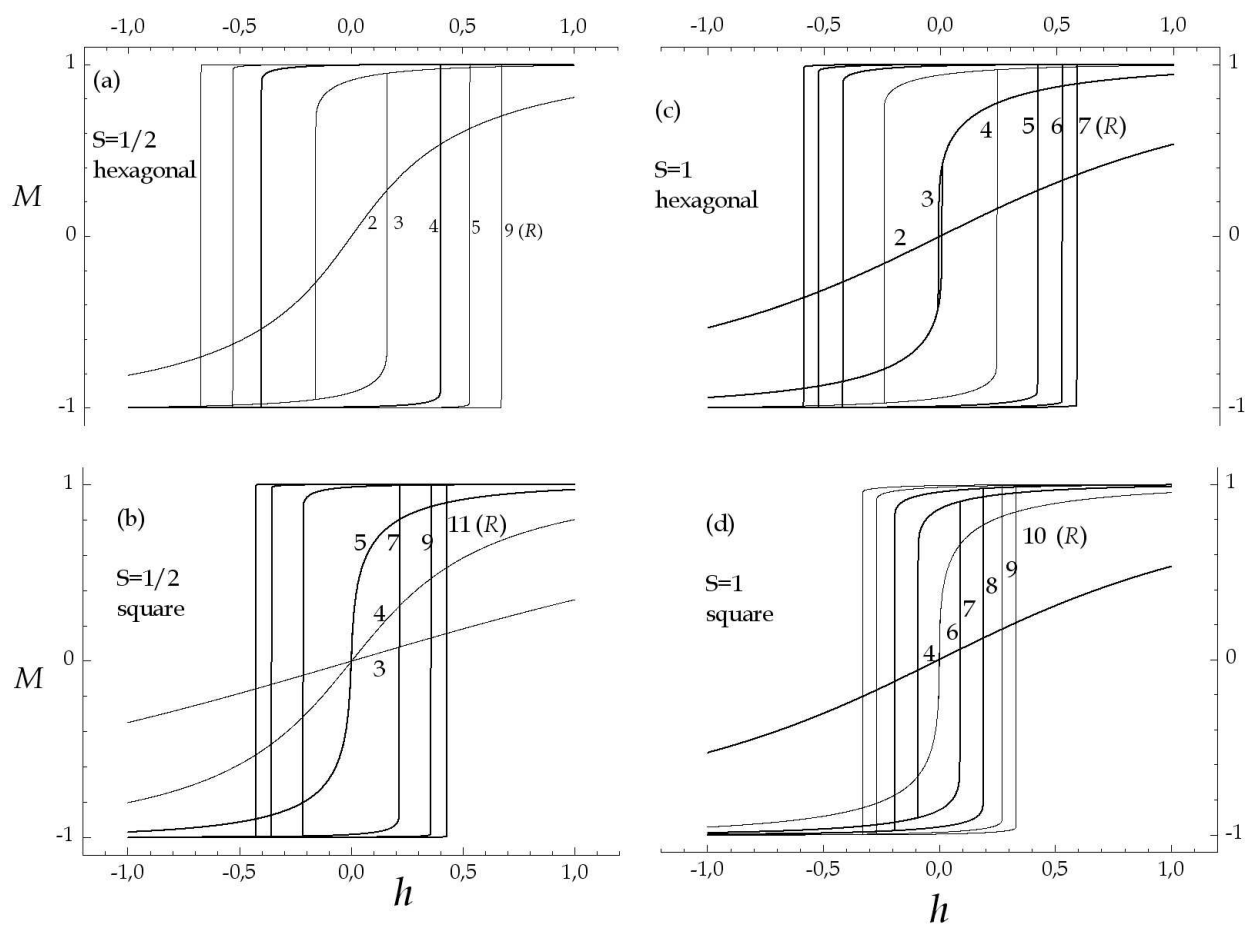 -1,0 -0,5 0,0 0,5 1,0
(a)
S=1/2
hexagonal
M
1
0
-1
2 3 4 5 9 (R)
-1,0 -0,5 0,0 0,5 1,0
(c)
S=1
hexagonal
4 5 6 7 (R)
3
2
1
0
-1
(b)
S=1/2
square
M
1
0
-1
5 7 9 11 (R)
4
3
-1,0 -0,5 0,0 0,5 1,0
h
(d)
S=1
square
10 (R)
9
8
7
6
4
1
0
-1
-1,0 -0,5 0,0 0,5 1,0
h